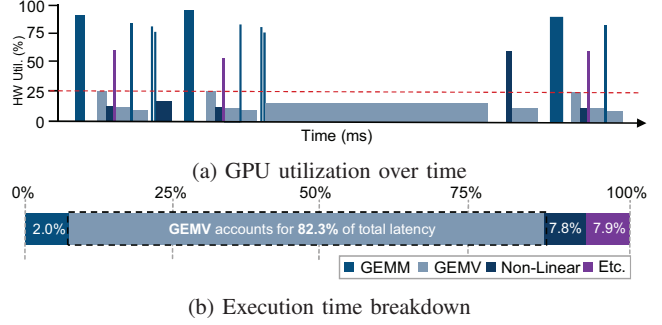 100
75
50
25
0
HW Util. (%)
Time (ms)
(a) GPU utilization over time
0% 25% 50% 75% 100%
2.0% GEMV accounts for 82.3% of total latency 7.8% 7.9%
GEMM GEMV Non-Linear Etc.
(b) Execution time breakdown